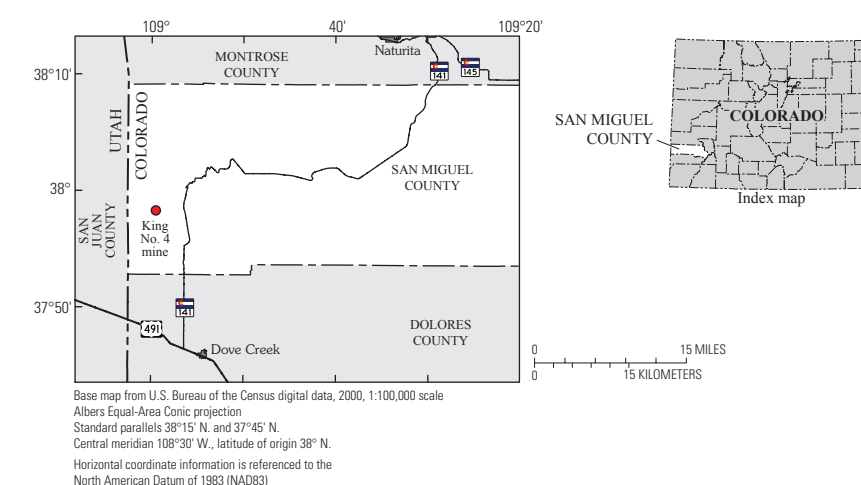 109°
40'
109°20'
MONTROSE
COUNTY
Naturita
141
145
38°10'
UTAH
COLORADO
SAN MIGUEL
COUNTY
COLORADO
SAN MIGUEL
COUNTY
Index map
38°
SAN
JUAN
COUNTY
King
No. 4
mine
37°50'
141
491
Dove Creek
DOLORES
COUNTY
0
15 MILES
0
15 KILOMETERS
Base map from U.S. Bureau of the Census digital data, 2000, 1:100,000 scale
Albers Equal-Area Conic projection
Standard parallels 38°15' N. and 37°45' N.
Central meridian 108°30' W., latitude of origin 38° N.
Horizontal coordinate information is referenced to the
North American Datum of 1983 (NAD83)